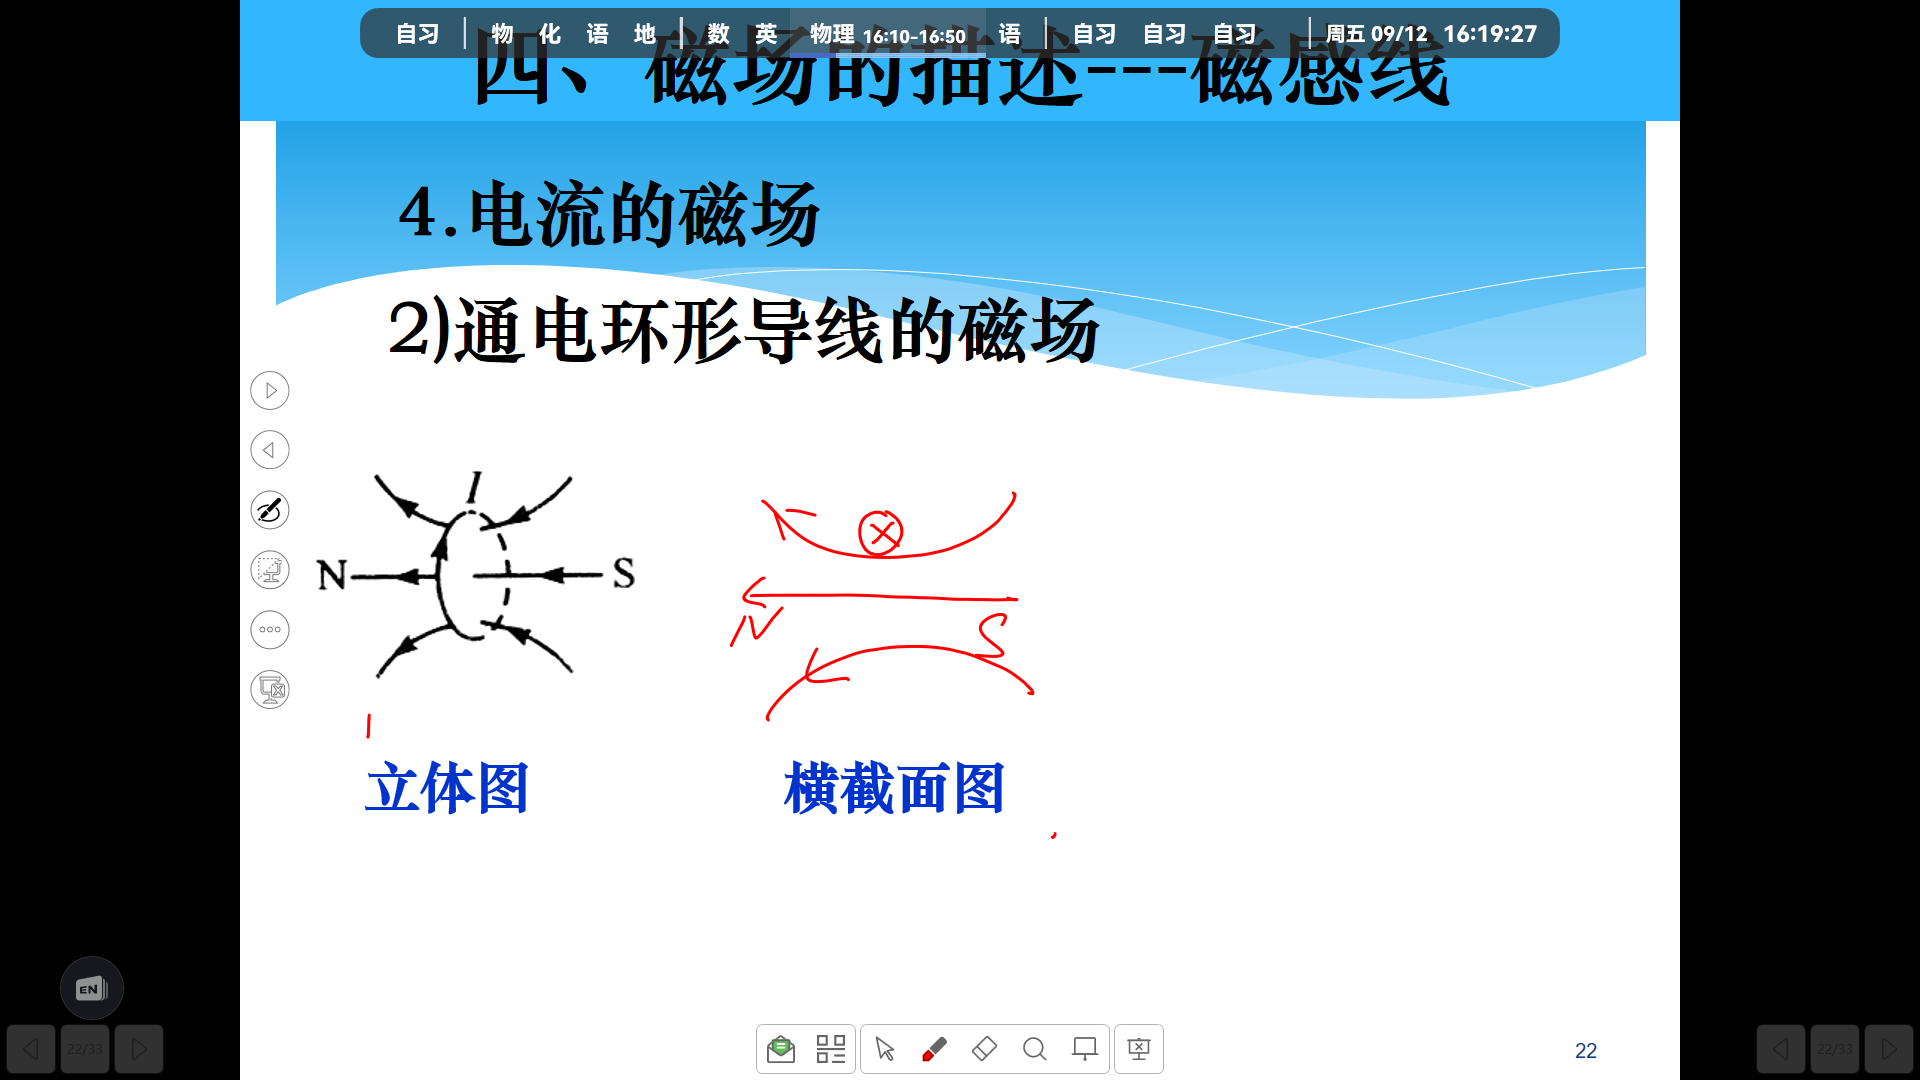 自习 物 化 语 地 数 英 物理 16:10-16:50 语 自习 自习 自习 周五 09/12 16:19:27
四、磁场的描述---磁感线
4.电流的磁场
2)通电环形导线的磁场
I
N S
N
S
立体图 横截面图
EN
22/33 22/33
22